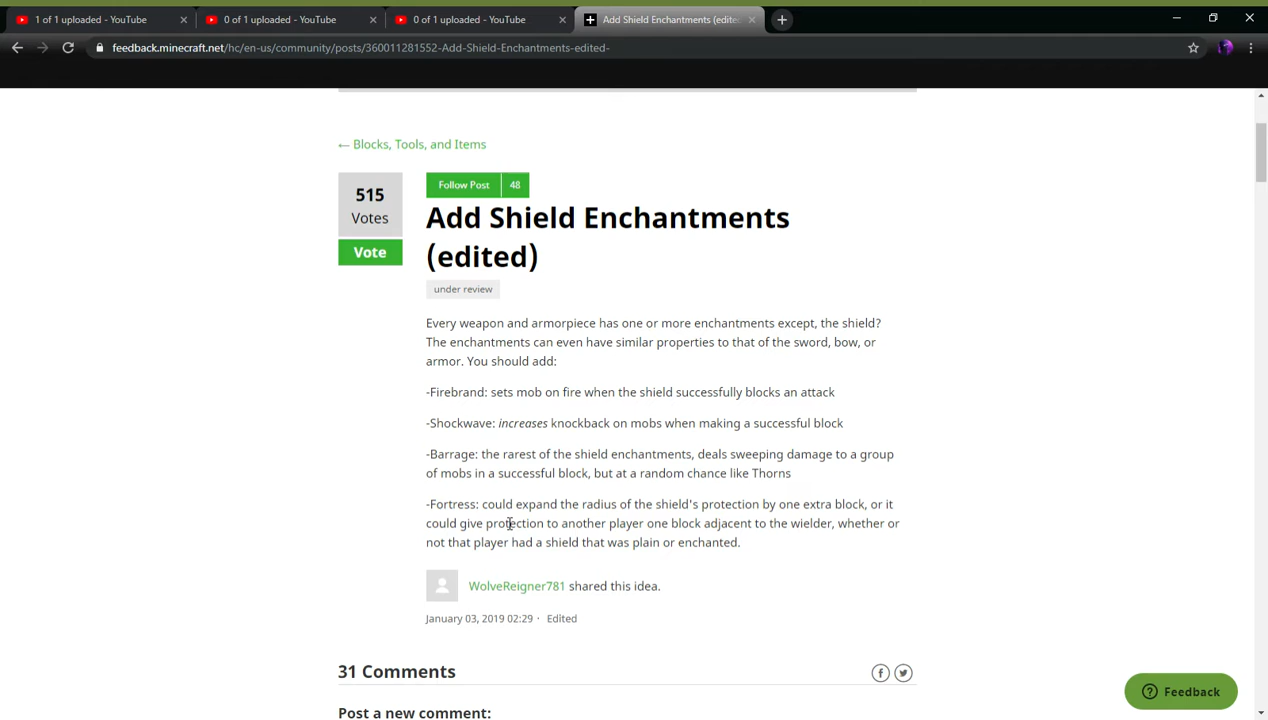 1 of 1 uploaded - YouTube
0 of 1 uploaded - YouTube
0 of 1 uploaded - YouTube
Add Shield Enchantments (edited
feedback.minecraft.net/hc/en-us/community/posts/360011281552-Add-Shield-Enchantments-edited-
← Blocks, Tools, and Items
515
Votes
Vote
Follow Post 48
Add Shield Enchantments
(edited)
under review
Every weapon and armorpiece has one or more enchantments except, the shield?
The enchantments can even have similar properties to that of the sword, bow, or
armor. You should add:
-Firebrand: sets mob on fire when the shield successfully blocks an attack
-Shockwave: increases knockback on mobs when making a successful block
-Barrage: the rarest of the shield enchantments, deals sweeping damage to a group
of mobs in a successful block, but at a random chance like Thorns
-Fortress: could expand the radius of the shield's protection by one extra block, or it
could give protection to another player one block adjacent to the wielder, whether or
not that player had a shield that was plain or enchanted.
WolveReigner781 shared this idea.
January 03, 2019 02:29 · Edited
31 Comments
Post a new comment:
Feedback